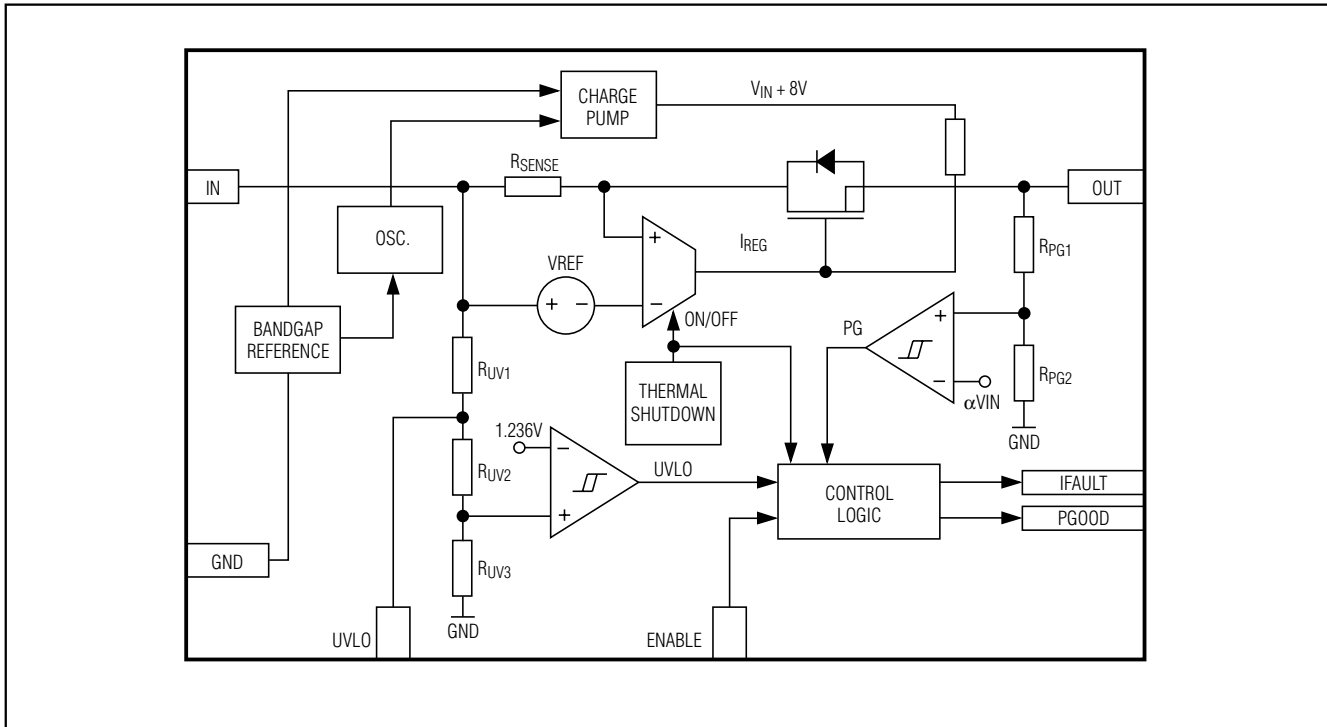 CHARGE
PUMP
VIN + 8V
RSENSE
IN
OUT
OSC.
IREG
RPG1
VREF
+
+ −
−
ON/OFF
BANDGAP
REFERENCE
PG
+
RUV1
THERMAL
SHUTDOWN
−
RPG2
αVIN
1.236V
−
GND
RUV2
UVLO
CONTROL
LOGIC
IFAULT
+
PGOOD
GND
RUV3
UVLO
GND
ENABLE